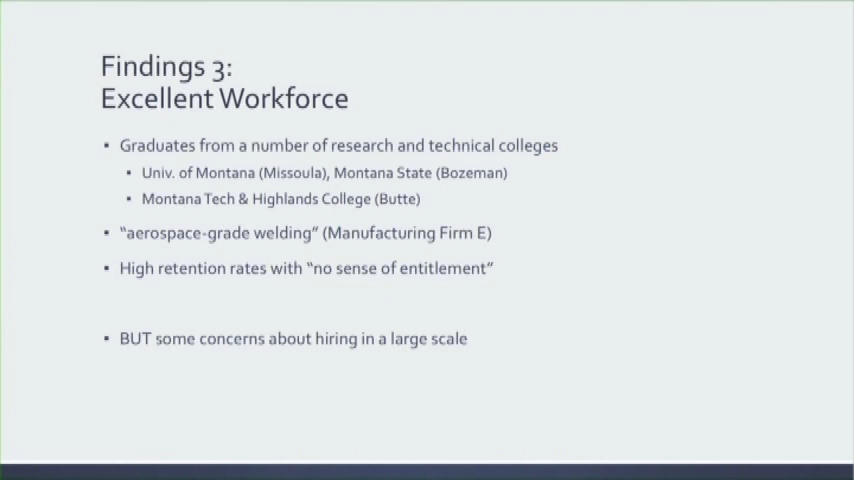 Findings 3:
Excellent Workforce
▪ Graduates from a number of research and technical colleges
▪ Univ. of Montana (Missoula), Montana State (Bozeman)
▪ Montana Tech & Highlands College (Butte)
▪ “aerospace-grade welding” (Manufacturing Firm E)
▪ High retention rates with “no sense of entitlement”
▪ BUT some concerns about hiring in a large scale